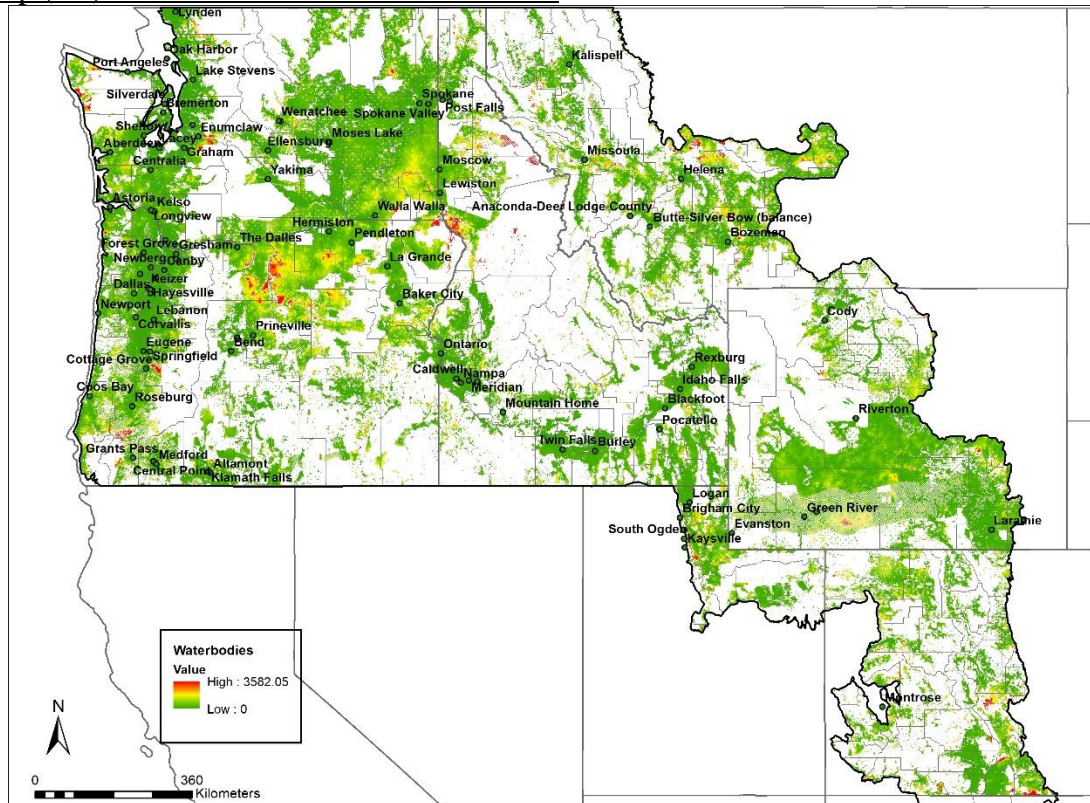 Lynden
Oak Harbor
Port Angeles
Lake Stevens
Kalispell
Silverdale
Bremerton
Spokane
Spokane Valley
Post Falls
Wenatchee
Shelton
Enumclaw
Moses Lake
Aberdeen
Lacey
Ellensburg
Graham
Missoula
Centralia
Moscow
Yakima
Helena
Lewiston
Astoria
Kelso
Longview
Walla Walla
Anaconda-Deer Lodge County
Butte-Silver Bow (balance)
Hermiston
Pendleton
Bozeman
Forest Grove
Gresham
The Dalles
Newberg
Canby
La Grande
Keizer
Dallas
Hayesville
Baker City
Newport
Lebanon
Corvallis
Prineville
Cody
Eugene
Bend
Ontario
Springfield
Cottage Grove
Rexburg
Caldwell
Nampa
Meridian
Idaho Falls
Coos Bay
Roseburg
Mountain Home
Blackfoot
Riverton
Pocatello
Twin Falls
Burley
Grants Pass
Medford
Central Point
Altamont
Klamath Falls
Logan
Brigham City
Green River
South Ogden
Evanston
Laramie
Kaysville
Waterbodies
Value
High : 3582.05
Low : 0
Montrose
N
0 360
Kilometers